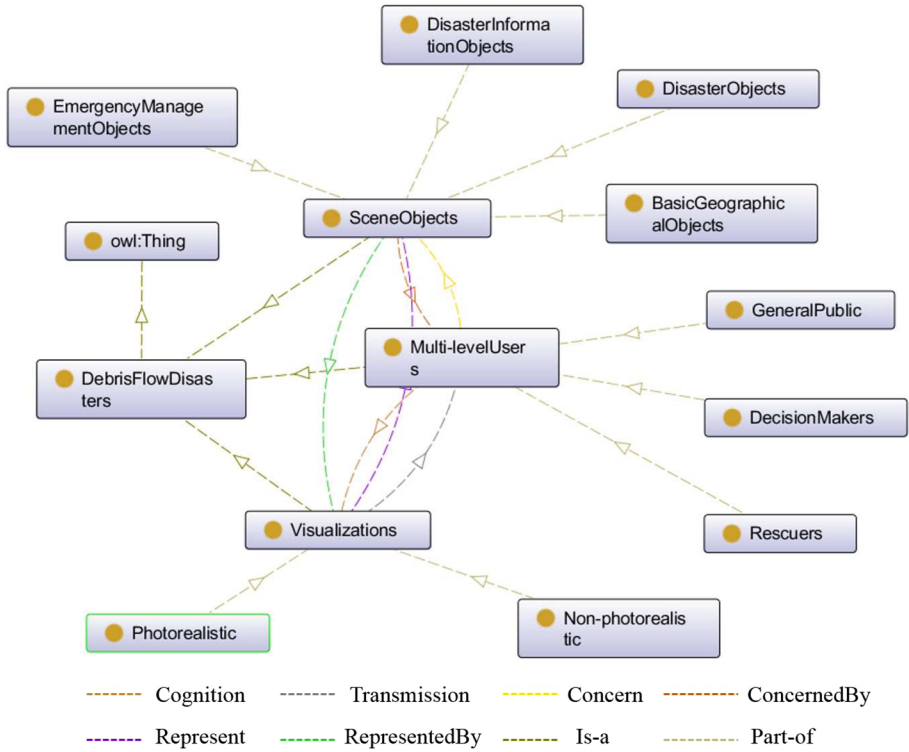 DisasterInforma
tionObjects
DisasterObjects
EmergencyManage
mentObjects
BasicGeographic
alObjects
SceneObjects
owl:Thing
GeneralPublic
Multi-levelUser
s
DebrisFlowDisas
ters
DecisionMakers
Visualizations
Rescuers
Photorealistic
Non-photorealis
tic
Cognition Transmission Concern ConcernedBy
Represent RepresentedBy Is-a Part-of